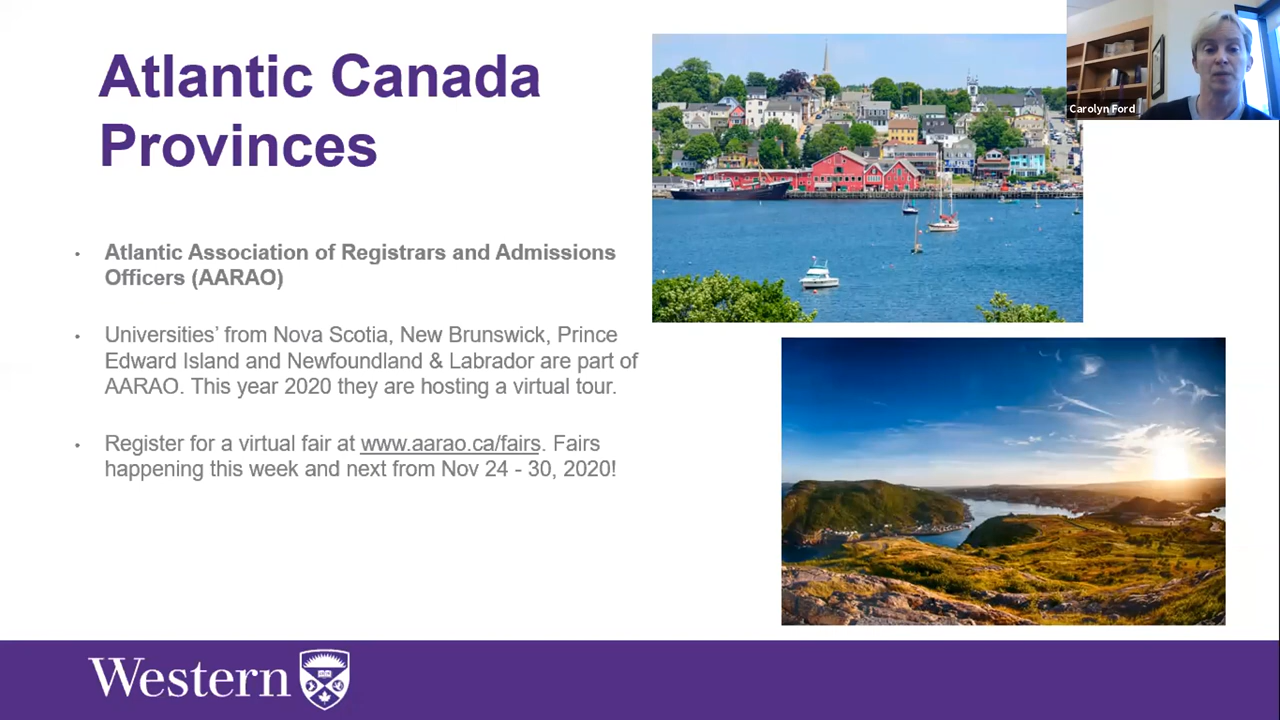 Atlantic Canada
Provinces
Carolyn Ford
• Atlantic Association of Registrars and Admissions
Officers (AARAO)
• Universities’ from Nova Scotia, New Brunswick, Prince
Edward Island and Newfoundland & Labrador are part of
AARAO. This year 2020 they are hosting a virtual tour.
• Register for a virtual fair at www.aarao.ca/fairs. Fairs
happening this week and next from Nov 24 - 30, 2020!
Western